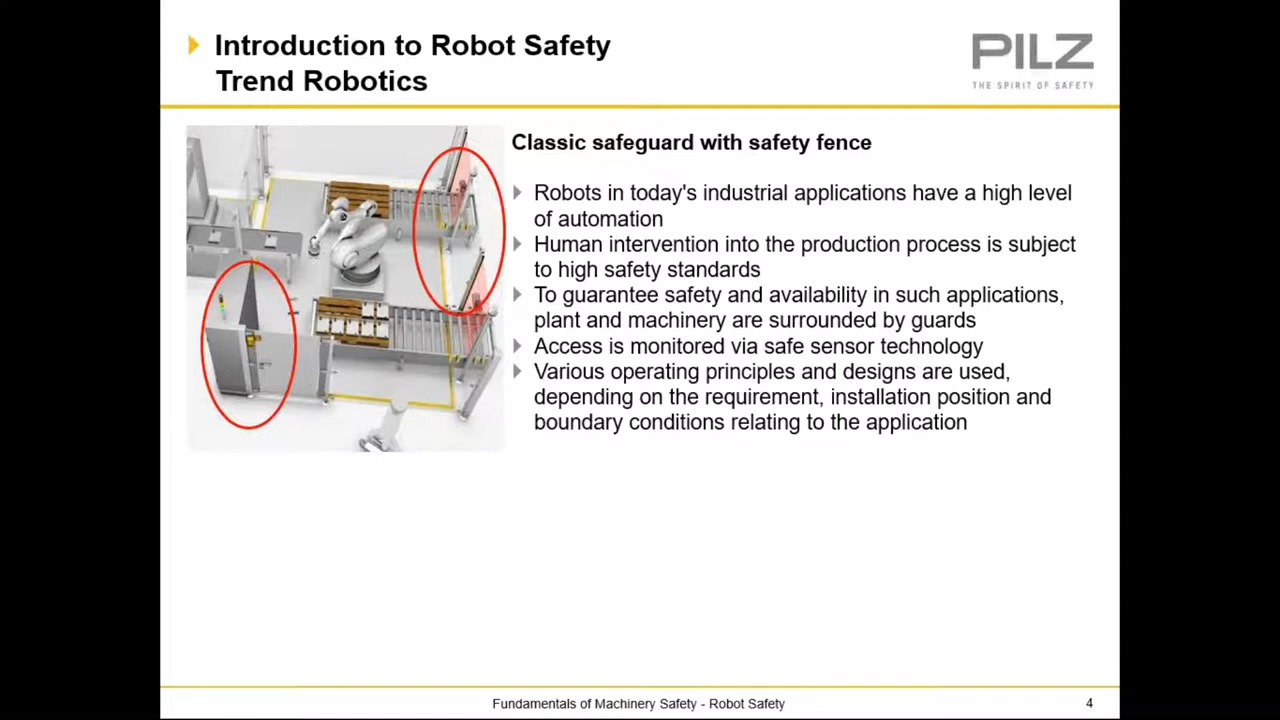 Introduction to Robot Safety
Trend Robotics
PILZ
THE SPIRIT OF SAFETY
Classic safeguard with safety fence
Robots in today's industrial applications have a high level
of automation
Human intervention into the production process is subject
to high safety standards
To guarantee safety and availability in such applications,
plant and machinery are surrounded by guards
Access is monitored via safe sensor technology
Various operating principles and designs are used,
depending on the requirement, installation position and
boundary conditions relating to the application
Fundamentals of Machinery Safety - Robot Safety
4